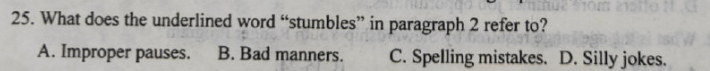 25. What does the underlined word “stumbles” in paragraph 2 refer to?
A. Improper pauses. B. Bad manners. C. Spelling mistakes. D. Silly jokes.